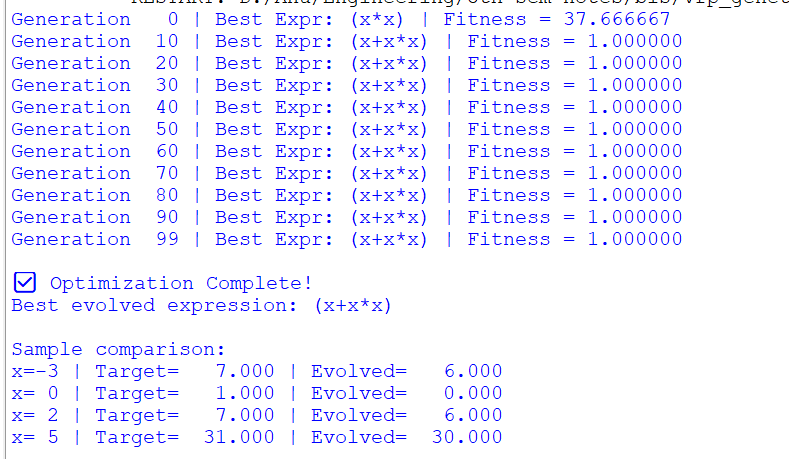 Generation   0 | Best Expr: (x*x) | Fitness = 37.666667
Generation  10 | Best Expr: (x+x*x) | Fitness = 1.000000
Generation  20 | Best Expr: (x+x*x) | Fitness = 1.000000
Generation  30 | Best Expr: (x+x*x) | Fitness = 1.000000
Generation  40 | Best Expr: (x+x*x) | Fitness = 1.000000
Generation  50 | Best Expr: (x+x*x) | Fitness = 1.000000
Generation  60 | Best Expr: (x+x*x) | Fitness = 1.000000
Generation  70 | Best Expr: (x+x*x) | Fitness = 1.000000
Generation  80 | Best Expr: (x+x*x) | Fitness = 1.000000
Generation  90 | Best Expr: (x+x*x) | Fitness = 1.000000
Generation  99 | Best Expr: (x+x*x) | Fitness = 1.000000
☑ Optimization Complete!
Best evolved expression: (x+x*x)
Sample comparison:
x=-3 | Target=   7.000 | Evolved=   6.000
x= 0 | Target=   1.000 | Evolved=   0.000
x= 2 | Target=   7.000 | Evolved=   6.000
x= 5 | Target=  31.000 | Evolved=  30.000